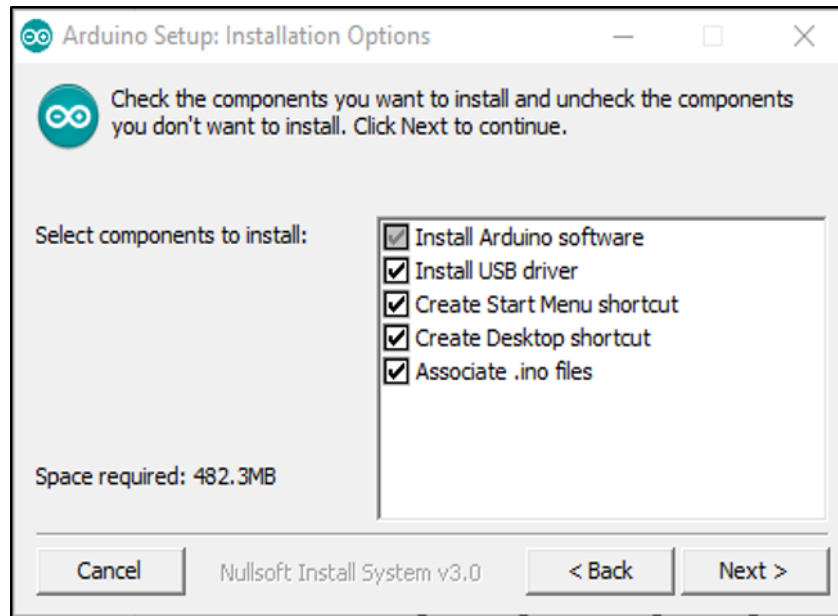 Arduino Setup: Installation Options
Check the components you want to install and uncheck the components
you don't want to install. Click Next to continue.
Select components to install:
Install Arduino software
Install USB driver
Create Start Menu shortcut
Create Desktop shortcut
Associate .ino files
Space required: 482.3MB
Cancel
Nullsoft Install System v3.0
< Back
Next >